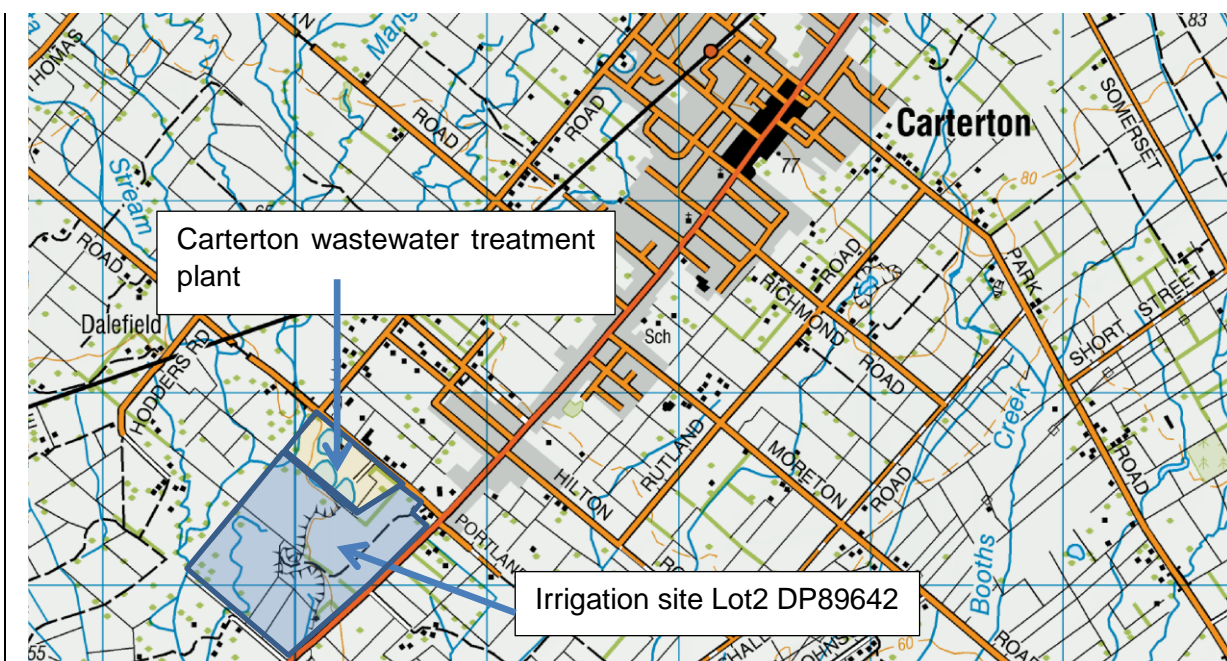 83
THOMAS
ROAD
ROAD
Carterton
SOMERSET
77
80
Stream
Carterton wastewater treatment
plant
ROAD
ROAD
PARK
RICHMOND
ROAD
SHORT STREET
Dalefield
Sch
HODDERS RD
Creek
RUTLAND
HILTON
MORETON
ROAD
ROAD
PORTLAND
Irrigation site Lot2 DP89642
Booths
ROAD
55
60